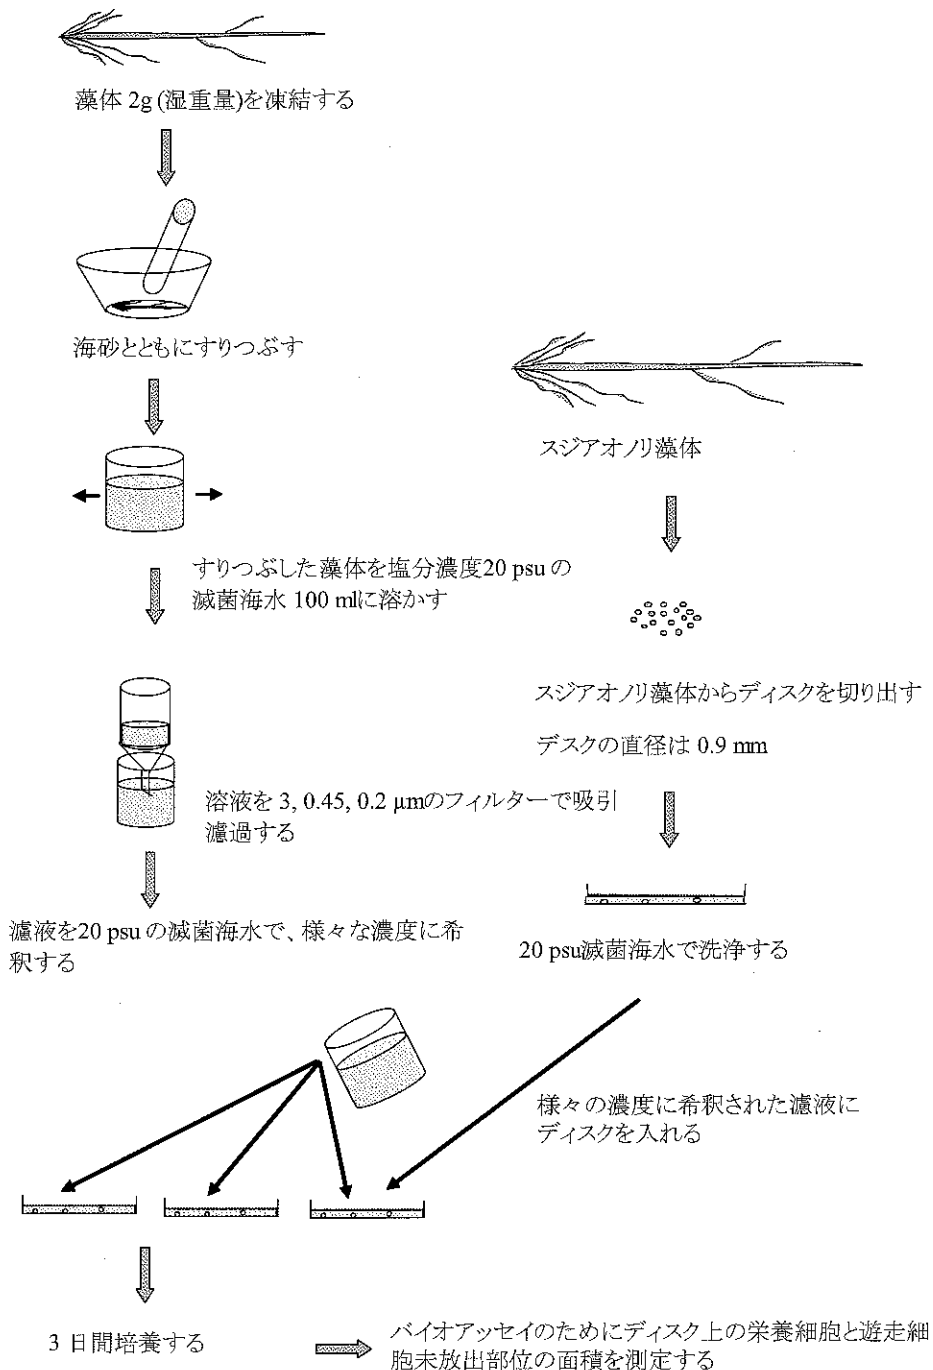 藻体 2g (湿重量)を凍結する
海砂とともにすりつぶす
すりつぶした藻体を塩分濃度20 psu の
滅菌海水 100 mlに溶かす
溶液を 3, 0.45, 0.2 µmのフィルターで吸引
濾過する
濾液を20 psu の滅菌海水で、様々な濃度に希
釈する
スジアオノリ藻体
スジアオノリ藻体からディスクを切り出す
デスクの直径は 0.9 mm
20 psu滅菌海水で洗浄する
様々の濃度に希釈された濾液に
ディスクを入れる
3 日間培養する
バイオアッセイのためにディスク上の栄養細胞と遊走細
胞未放出部位の面積を測定する